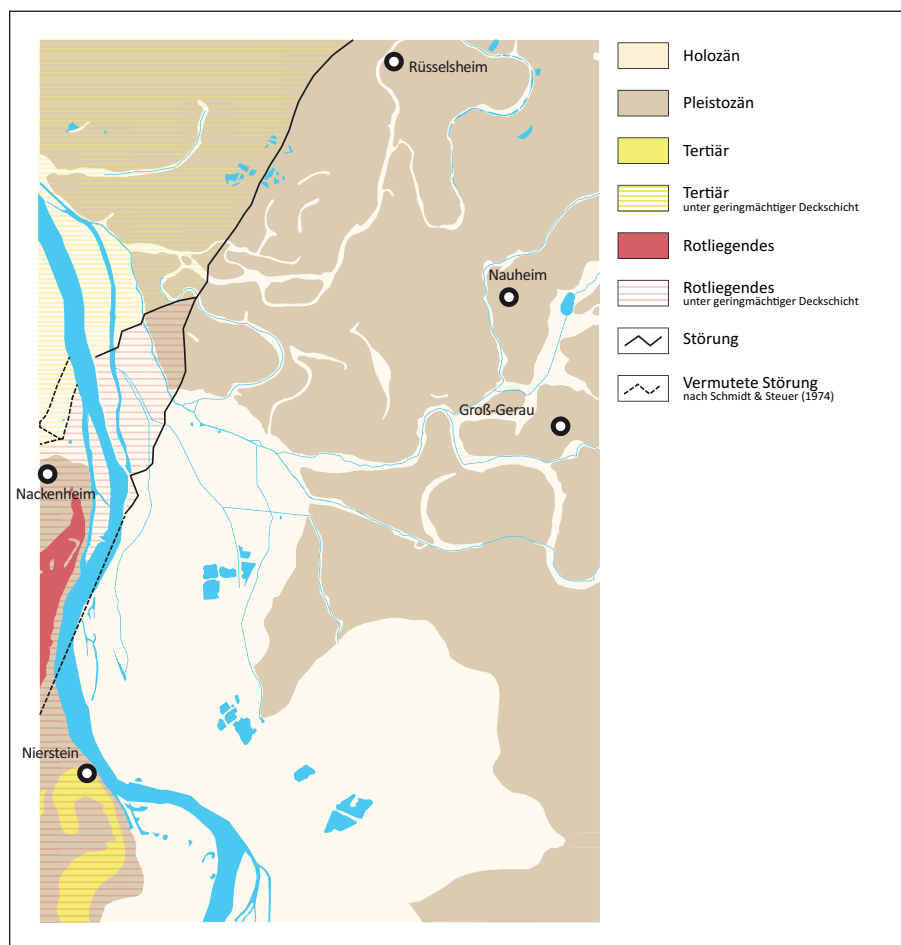 Rüsselsheim
Nauheim
Groß-Gerau
Nackenheim
Nierstein
Holozän
Pleistozän
Tertiär
Tertiär
unter geringmächtiger Deckschicht
Rotliegendes
Rotliegendes
unter geringmächtiger Deckschicht
Störung
Vermutete Störung
nach Schmidt & Steuer (1974)